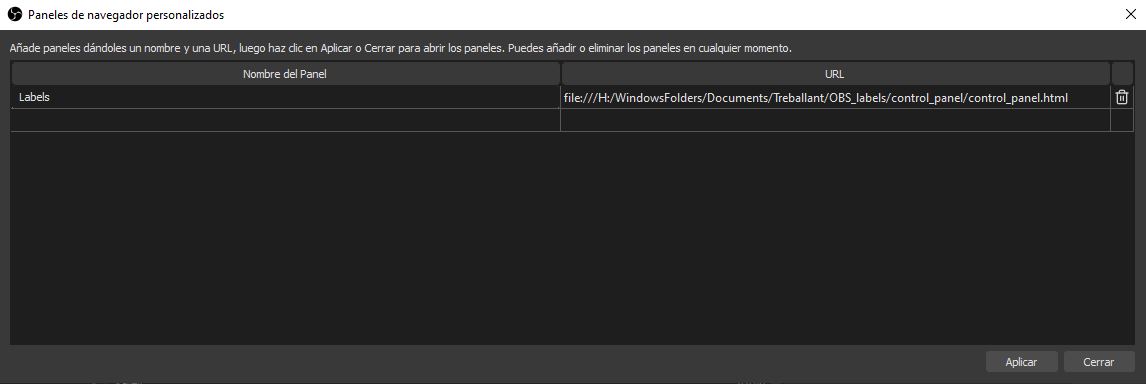 Paneles de navegador personalizados
Añade paneles dándoles un nombre y una URL, luego haz clic en Aplicar o Cerrar para abrir los paneles. Puedes añadir o eliminar los paneles en cualquier momento.
Nombre del Panel URL
Labels file:///H:/WindowsFolders/Documents/Treballant/OBS_labels/control_panel/control_panel.html
Aplicar Cerrar